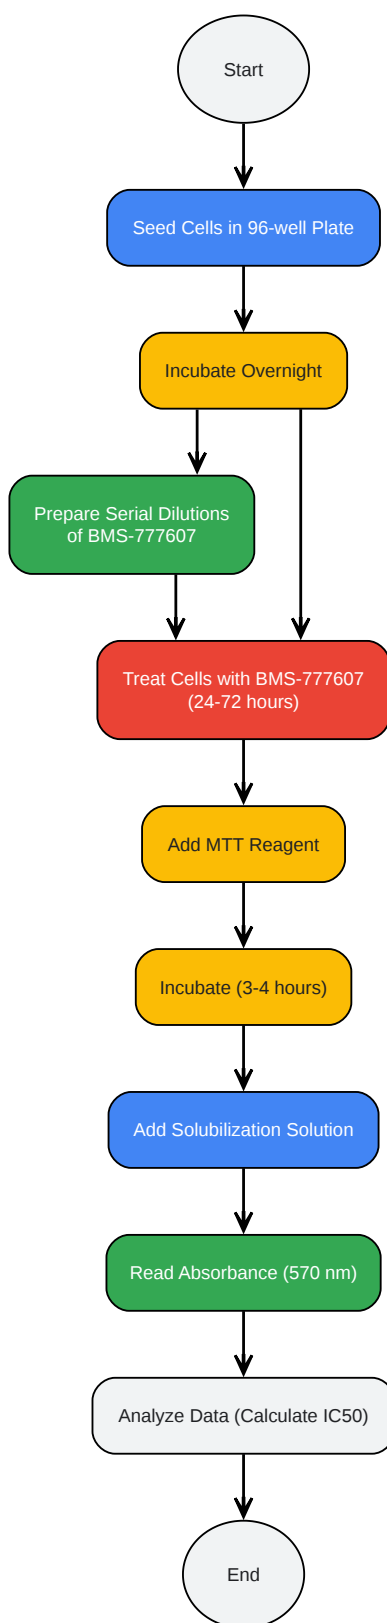 Start
Seed Cells in 96-well Plate
Incubate Overnight
Prepare Serial Dilutions
of BMS-777607
Treat Cells with BMS-777607
(24-72 hours)
Add MTT Reagent
Incubate (3-4 hours)
Add Solubilization Solution
Read Absorbance (570 nm)
Analyze Data (Calculate IC50)
End